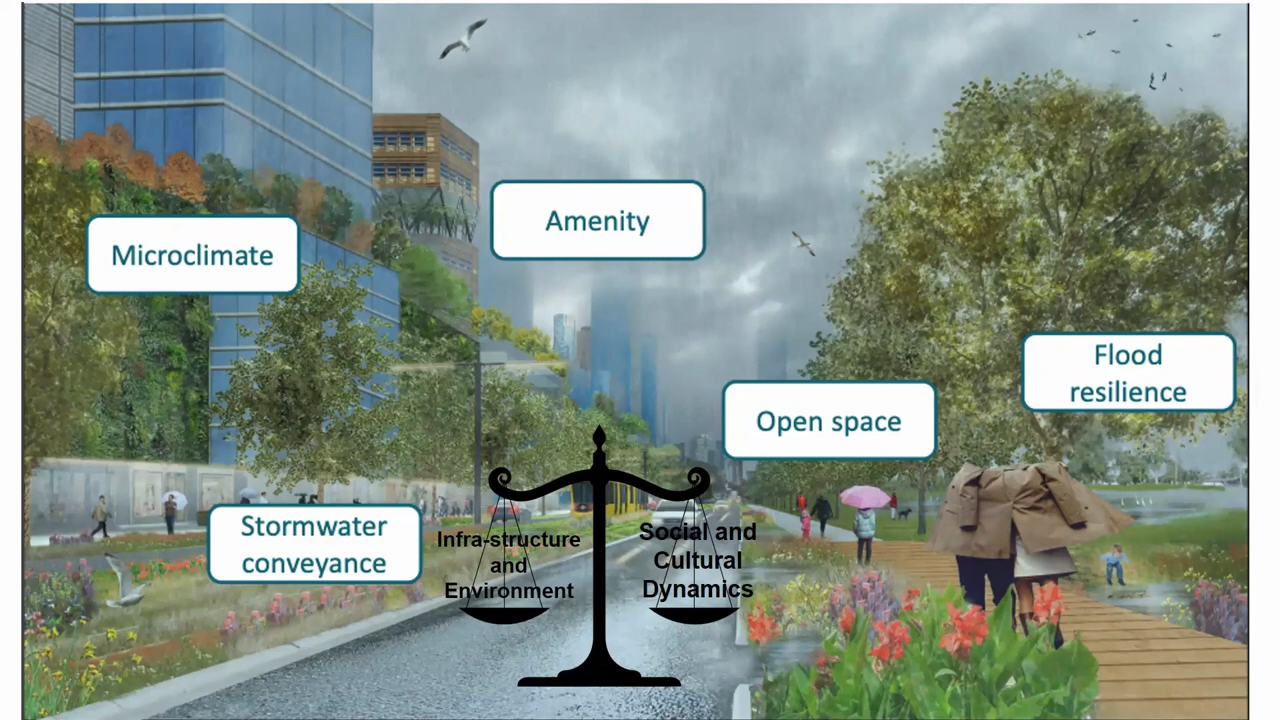 Amenity
Microclimate
Flood
resilience
Open space
Stormwater
conveyance
Infra-structure
and
Environment
Social and
Cultural
Dynamics